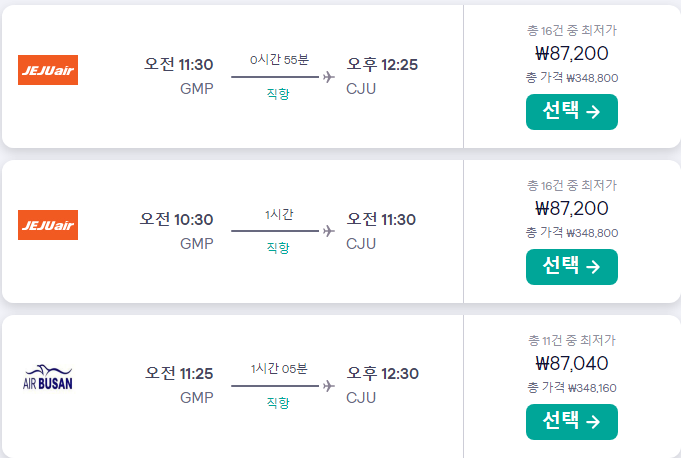 총 16건 중 최저가
JEJUair 오전 11:30 0시간 55분 오후 12:25 ₩87,200
GMP 직항 CJU 총 가격 ₩348,800
선택 →
총 16건 중 최저가
JEJUair 오전 10:30 1시간 오전 11:30 ₩87,200
GMP 직항 CJU 총 가격 ₩348,800
선택 →
총 11건 중 최저가
AIR BUSAN 오전 11:25 1시간 05분 오후 12:30 ₩87,040
GMP 직항 CJU 총 가격 ₩348,160
선택 →